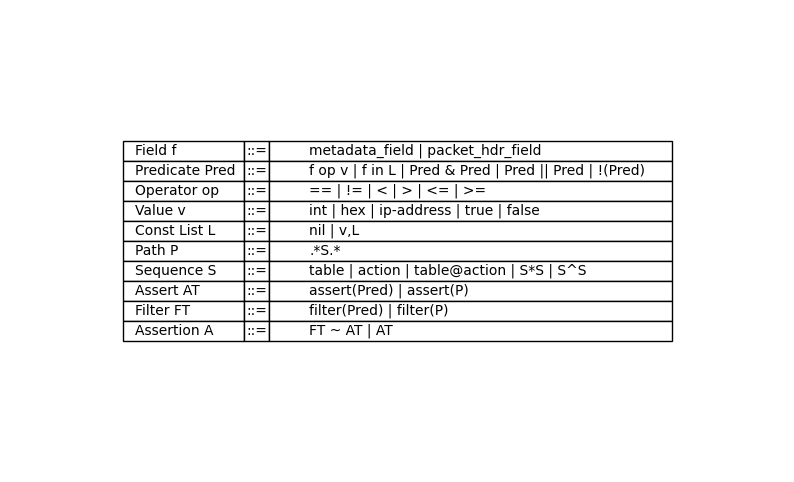 Field f ::= metadata_field | packet_hdr_field
Predicate Pred ::= f op v | f in L | Pred & Pred | Pred || Pred | !(Pred)
Operator op ::= == | != | < | > | <= | >=
Value v ::= int | hex | ip-address | true | false
Const List L ::= nil | v,L
Path P ::= .*S.*
Sequence S ::= table | action | table@action | S*S | S^S
Assert AT ::= assert(Pred) | assert(P)
Filter FT ::= filter(Pred) | filter(P)
Assertion A ::= FT ~ AT | AT